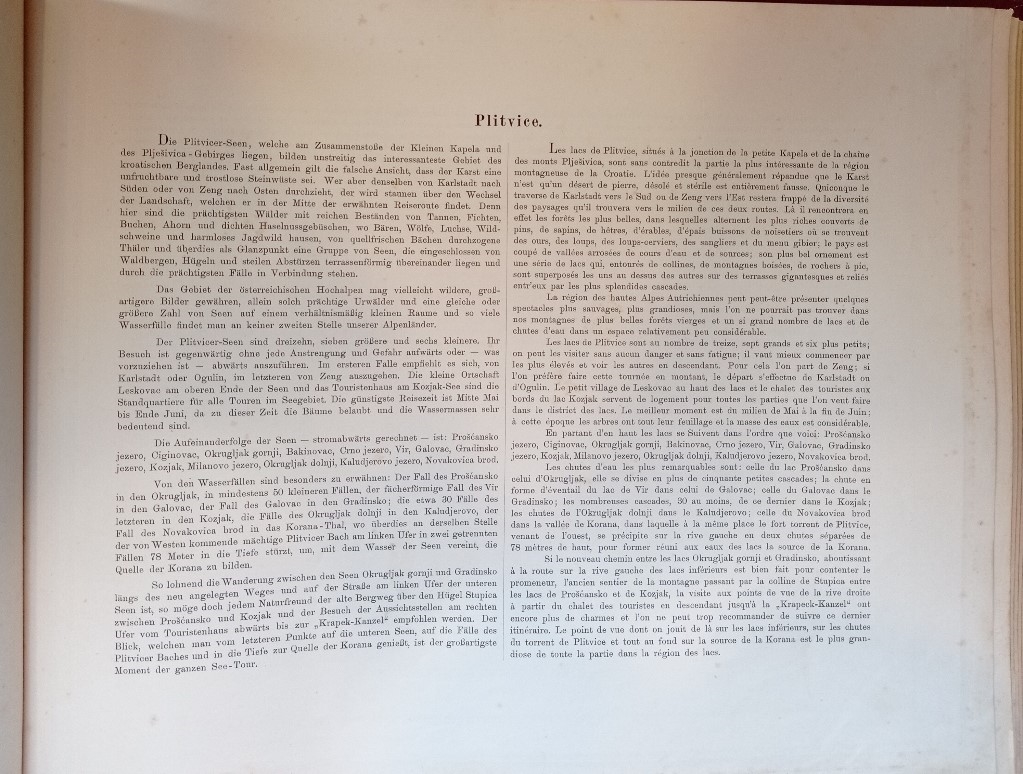 Plitvice.
Die Plitvicer-Seen, welche am Zusammenstoße der Kleinen Kapela und
des Plješivica-Gebirges liegen, bilden unstreitig das interessanteste Gebiet des
kroatischen Berglandes. Fast allgemein gilt die falsche Ansicht, daß der Karst eine
unfruchtbare und trostlose Steinwüste sei. Wer aber denselben von Karlstadt nach
Süden oder von Zeng nach Osten durchzieht, der wird staunen über den Wechsel
der Landschaft, welchen er in der Mitte der erwähnten Reiseroute findet. Denn
hier sind die prächtigsten Wälder mit reichen Beständen von Tannen, Fichten,
Buchen, Ahorn und dichten Haselnussgebüschen, wo Bären, Wölfe, Luchse, Wild-
schweine und harmloses Jagdwild hausen, von quellfrischen Bächen durchzogene
Thäler und überdies als Glanzpunkt eine Gruppe von Seen, die eingeschlossen von
Waldbergen, Hügeln und steilen Abstürzen terrassenförmig übereinander liegen und
durch die prächtigsten Fälle in Verbindung stehen.
Das Gebiet der österreichischen Hochalpen mag vielleicht wildere, groß-
artigere Bilder gewähren, allein solch prächtige Urwälder und eine gleiche oder
größere Zahl von Seen auf einem verhältnismäßig kleinen Raume und so viele
Wasserfälle findet man an keiner zweiten Stelle unserer Alpenländer.
Der Plitvicer-Seen sind dreizehn, sieben größere und sechs kleinere. Ihr
Besuch ist gegenwärtig ohne jede Anstrengung und Gefahr aufwärts oder — was
vorzuziehen ist — abwärts auszuführen. Im ersteren Falle empfiehlt es sich, von
Karlstadt oder Ogulin, im letzteren von Zeng auszugehen. Die kleine Ortschaft
Leskovac am oberen Ende der Seen und das Touristenhaus am Kozjak-See sind die
Standquartiere für alle Touren im Seegebiet. Die günstigste Reisezeit ist Mitte Mai
bis Ende Juni, da zu dieser Zeit die Bäume belaubt und die Wassermassen sehr
bedeutend sind.
Die Aufeinanderfolge der Seen — stromabwärts gerechnet — ist: Prošćansko
jezero, Ciginovac, Okrugljak gornji, Bakinovac, Crno jezero, Vir, Galovac, Gradinsko
jezero, Kozjak, Milanovo jezero, Okrugljak dolnji, Kaludjerovo jezero, Novakovica brod.
Von den Wasserfällen sind besonders zu erwähnen: Der Fall des Prošćansko
in den Okrugljak, in mindestens 50 kleineren Fällen, der fächerförmige Fall des Vir
in den Galovac, der Fall des Galovac in den Gradinsko; die etwa 30 Fälle des
letzteren in den Kozjak, die Fälle des Okrugljak dolnji in den Kaludjerovo, der
Fall des Novakovica brod in das Korana-Thal, wo überdies an derselben Stelle
der von Westen kommende mächtige Plitvicer Bach am linken Ufer in zwei getrennten
Fällen 78 Meter in die Tiefe stürzt, um, mit dem Wasser der Seen vereint, die
Quelle der Korana zu bilden.
So lohnend die Wanderung zwischen den Seen Okrugljak gornji und Gradinsko
längs des neu angelegten Weges und auf der Straße am linken Ufer der unteren
Seen ist, so möge doch jedem Naturfreund der alte Bergweg über den Hügel Stupica
zwischen Prošćansko und Kozjak und der Besuch der Aussichtsstellen am rechten
Ufer vom Touristenhaus abwärts bis zur „Krapek-Kanzel“ empfohlen werden. Der
Blick, welchen man vom letzteren Punkte auf die unteren Seen, auf die Fälle des
Plitvicer Baches und in die Tiefe zur Quelle der Korana genießt, ist der großartigste
Moment der ganzen See-Tour.
Les lacs de Plitvice, situés à la jonction de la petite Kapela et de la chaîne
des monts Plješivica, sont sans contredit la partie la plus intéressante de la région
montagneuse de la Croatie. L'idée presque généralement répandue que le Karst
n'est qu'un désert de pierre, désolé et stérile est entièrement fausse. Quiconque le
traverse de Karlstadt vers le Sud ou de Zeng vers l'Est restera frappé de la diversité
des paysages qu'il trouvera vers le milieu de ces deux routes. Là il rencontrera en
effet les forêts les plus belles, dans lesquelles alternent les plus riches couverts de
pins, de sapins, de hêtres, d'érables, d'épais buissons de noisetiers où se trouvent
des ours, des loups, des loups-cerviers, des sangliers et du menu gibier; le pays est
coupé de vallées arrosées de cours d'eau et de sources; son plus bel ornement est
une série de lacs qui, entourés de collines, de montagnes boisées, de rochers à pic,
sont superposés les uns au dessus des autres sur des terrasses gigantesques et reliés
entr'eux par les plus splendides cascades.
La région des hautes Alpes Autrichiennes peut peut-être présenter quelques
spectacles plus sauvages, plus grandioses, mais l'on ne pourrait pas trouver dans
nos montagnes de plus belles forêts vierges et un si grand nombre de lacs et de
chutes d'eau dans un espace relativement peu considérable.
Les lacs de Plitvice sont au nombre de treize, sept grands et six plus petits;
on peut les visiter sans aucun danger et sans fatigue; il vaut mieux commencer par
les plus élevés et voir les autres en descendant. Pour cela l'on part de Zeng; si
l'on préfère faire cette tournée en montant, le départ s'effectue de Karlstadt ou
d'Ogulin. Le petit village de Leskovac au haut des lacs et le chalet des touristes aux
bords du lac Kozjak servent de logement pour toutes les parties que l'on veut faire
dans le district des lacs. Le meilleur moment est du milieu de Mai à la fin de Juin;
à cette époque les arbres ont tout leur feuillage et la masse des eaux est considérable.
En partant d'en haut les lacs se Suivent dans l'ordre que voici: Prošćansko
jezero, Ciginovac, Okrugljak gornji, Bakinovac, Crno jezero, Vir, Galovac, Gradinsko
jezero, Kozjak, Milanovo jezero, Okrugljak dolnji, Kaludjerovo jezero, Novakovica brod.
Les chutes d'eau les plus remarquables sont: celle du lac Prošćansko dans
celui d'Okrugljak, elle se divise en plus de cinquante petites cascades; la chute en
forme d'éventail du lac de Vir dans celui de Galovac; celle du Galovac dans le
Gradinsko; les nombreuses cascades, 30 au moins, de ce dernier dans le Kozjak;
les chutes de l'Okrugljak dolnji dans le Kaludjerovo; celle du Novakovica brod
dans la vallée de Korana, dans laquelle à la même place le fort torrent de Plitvice,
venant de l'ouest, se précipite sur la rive gauche en deux chutes séparées de
78 mètres de haut, pour former réuni aux eaux des lacs la source de la Korana.
Si le nouveau chemin entre les lacs Okrugljak gornji et Gradinsko, aboutissant
à la route sur la rive gauche des lacs inférieurs est bien fait pour contenter le
promeneur, l'ancien sentier de la montagne passant par la colline de Stupica entre
les lacs de Prošćansko et de Kozjak, la visite aux points de vue de la rive droite
à partir du chalet des touristes en descendant jusqu'à la „Krapeck-Kanzel“ ont
encore plus de charmes et l'on ne peut trop recommander de suivre ce dernier
itinéraire. Le point de vue dont on jouit de là sur les lacs inférieurs, sur les chutes
du torrent de Plitvice et tout au fond sur la source de la Korana est le plus gran-
diose de toute la partie dans la région des lacs.